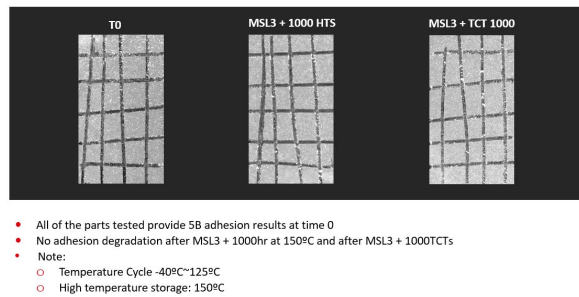 T0
MSL3 + 1000 HTS
MSL3 + TCT 1000
• All of the parts tested provide 5B adhesion results at time 0
• No adhesion degradation after MSL3 + 1000hr at 150ºC and after MSL3 + 1000TCTs
• Note:
o Temperature Cycle -40ºC~125ºC
o High temperature storage: 150ºC